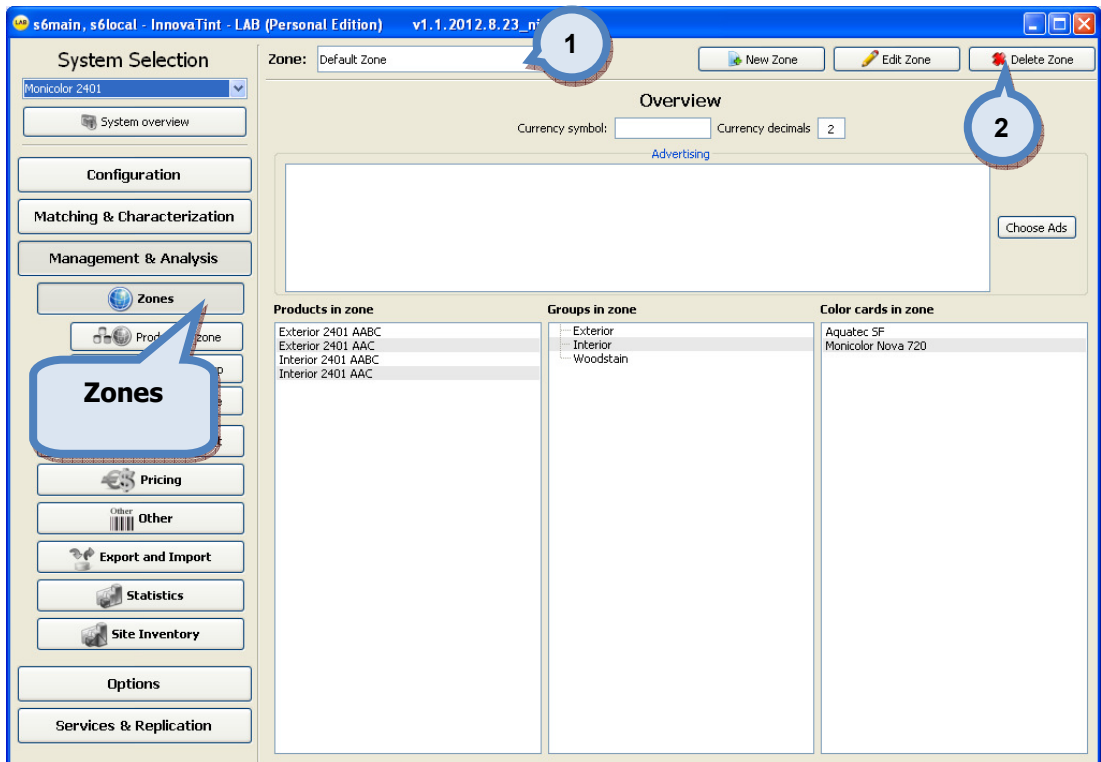 LAB s6main, s6local - InnovaTint - LAB (Personal Edition) v1.1.2012.8.23_ni
System Selection
Monicolor 2401
System overview
Configuration
Matching & Characterization
Management & Analysis
Zones
Prod zone
Zones
Pricing
Other Other
Export and Import
Statistics
Site Inventory
Options
Services & Replication
Zone: Default Zone
1
New Zone
Edit Zone
Delete Zone
2
Overview
Currency symbol: Currency decimals 2
Advertising
Choose Ads
Products in zone
Exterior 2401 AABC
Exterior 2401 AAC
Interior 2401 AABC
Interior 2401 AAC
Groups in zone
Exterior
Interior
Woodstain
Color cards in zone
Aquatec SF
Monicolor Nova 720